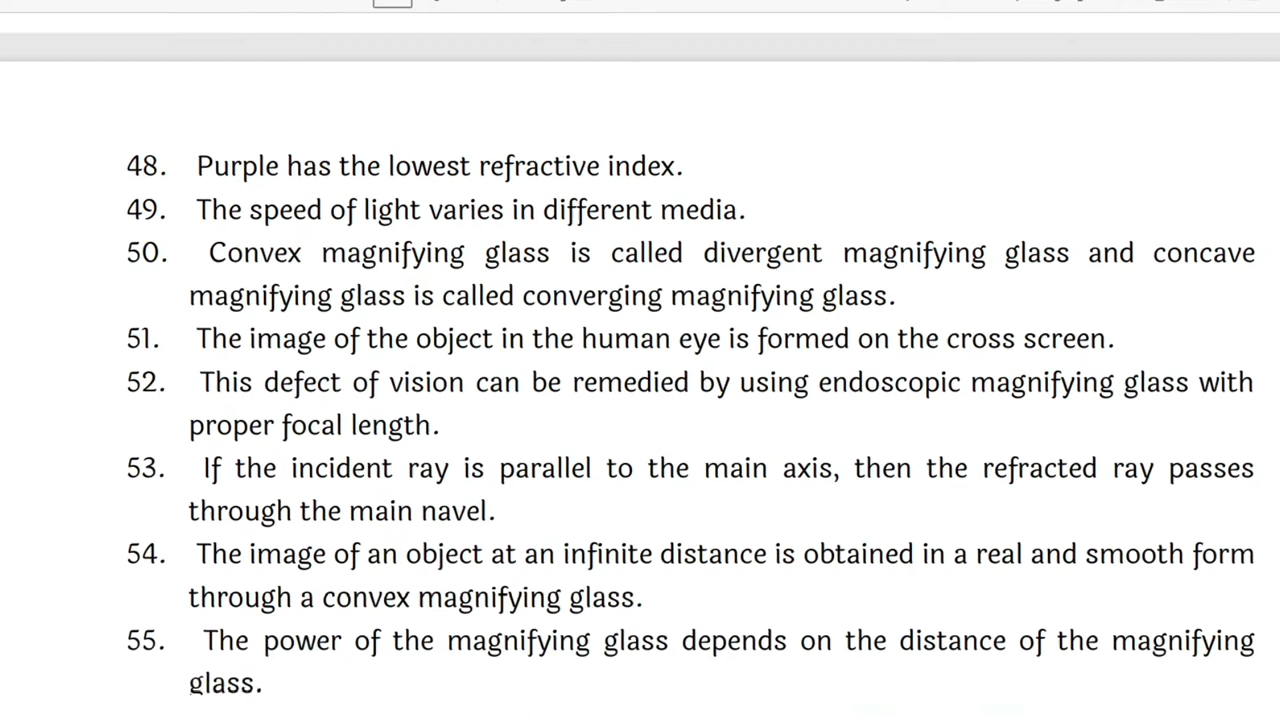 48. Purple has the lowest refractive index.
49. The speed of light varies in different media.
50. Convex magnifying glass is called divergent magnifying glass and concave
magnifying glass is called converging magnifying glass.
51. The image of the object in the human eye is formed on the cross screen.
52. This defect of vision can be remedied by using endoscopic magnifying glass with
proper focal length.
53. If the incident ray is parallel to the main axis, then the refracted ray passes
through the main navel.
54. The image of an object at an infinite distance is obtained in a real and smooth form
through a convex magnifying glass.
55. The power of the magnifying glass depends on the distance of the magnifying
glass.